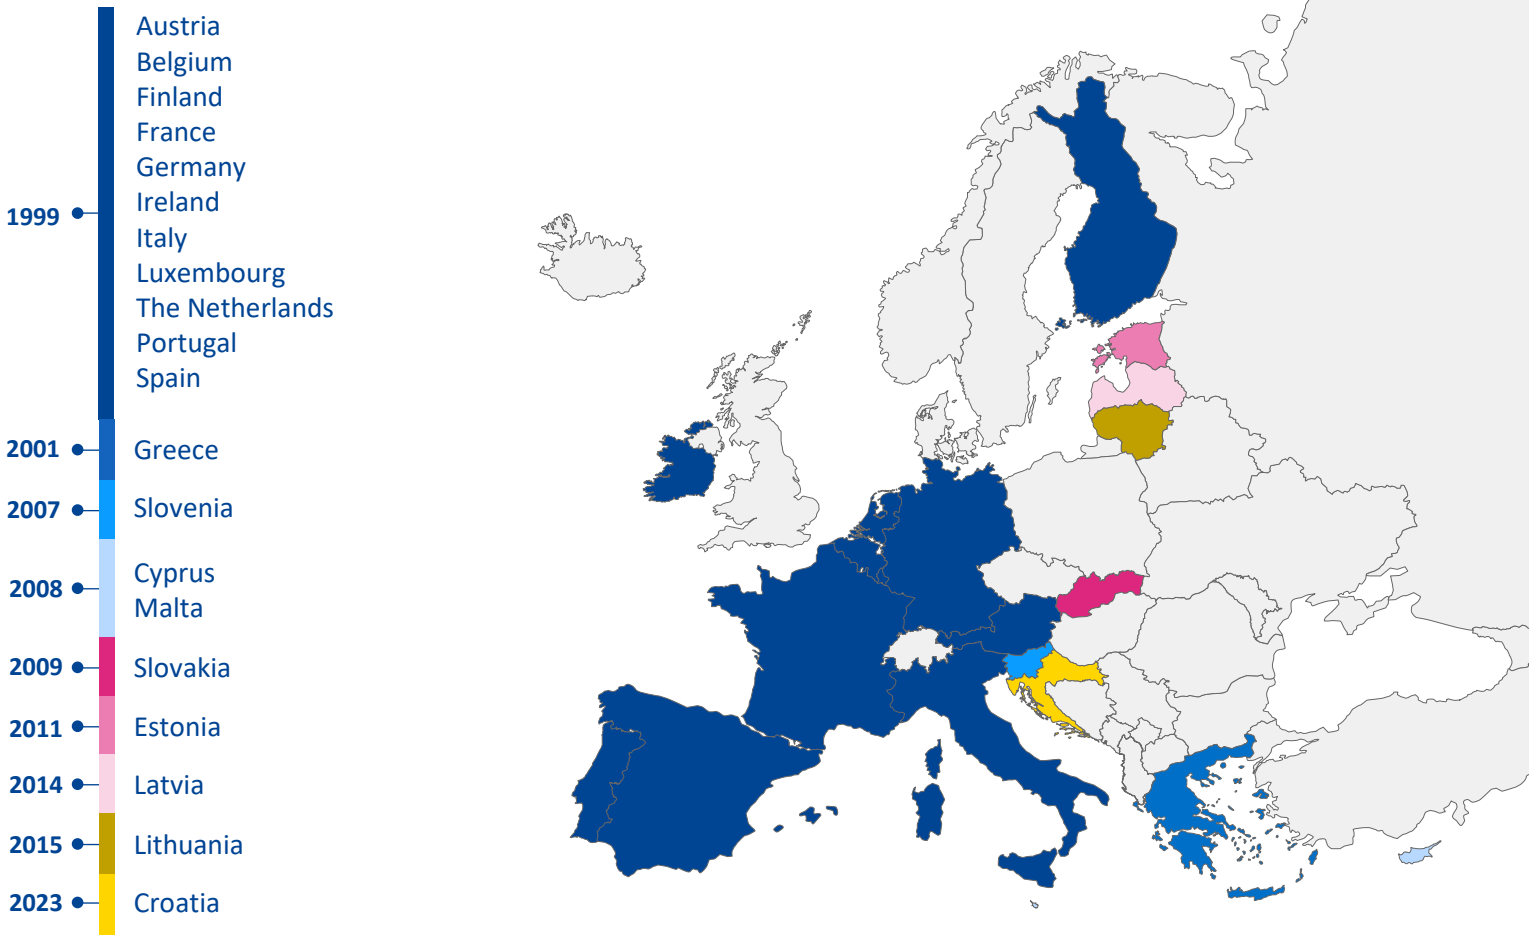 1999
Austria
Belgium
Finland
France
Germany
Ireland
Italy
Luxembourg
The Netherlands
Portugal
Spain
2001 Greece
2007 Slovenia
2008
Cyprus
Malta
2009 Slovakia
2011 Estonia
2014 Latvia
2015 Lithuania
2023 Croatia